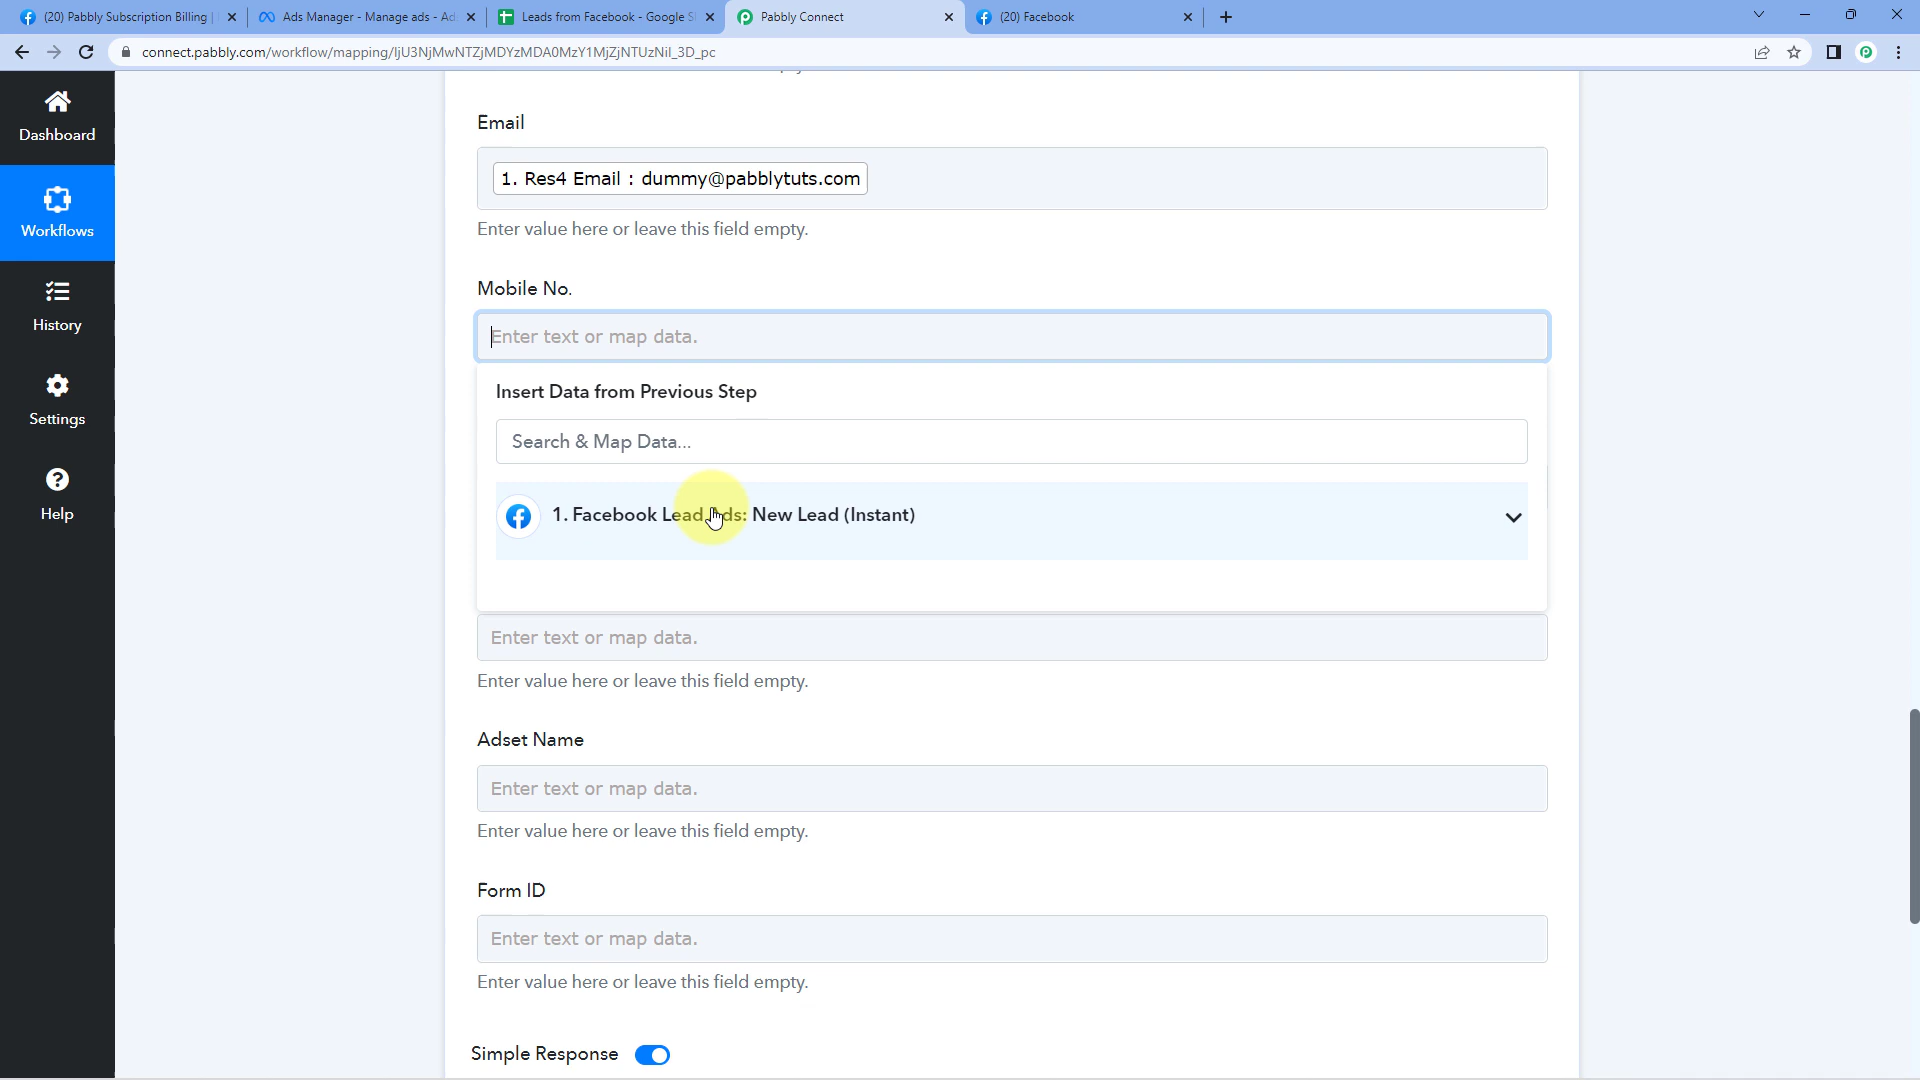 (20) Pabbly Subscription Billing |
Ads Manager - Manage ads - Ad
Leads from Facebook - Google S
Pabbly Connect
(20) Facebook
connect.pabbly.com/workflow/mapping/IjU3NjMwNTZjMDYzMDA0MzY1MjZjNTUzNiI_3D_pc
Dashboard
Workflows
History
Settings
Help
Email
1. Res4 Email : dummy@pabblytuts.com
Enter value here or leave this field empty.
Mobile No.
Enter text or map data.
Insert Data from Previous Step
Search & Map Data...
1. Facebook Lead Ads: New Lead (Instant)
Enter text or map data.
Enter value here or leave this field empty.
Adset Name
Enter text or map data.
Enter value here or leave this field empty.
Form ID
Enter text or map data.
Enter value here or leave this field empty.
Simple Response